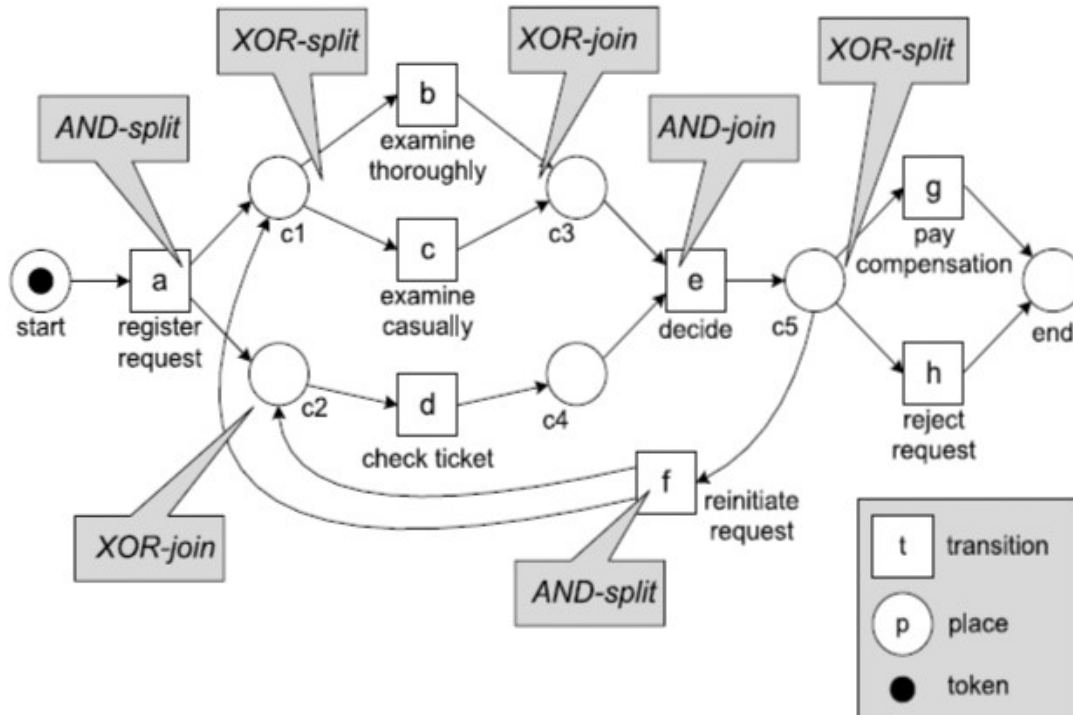 XOR-split
XOR-join
XOR-split
AND-split
b
AND-join
examine
thoroughly
g
pay
compensation
c1
c3
a
c
e
start
register
request
examine
casually
decide
c5
end
d
h
c2
c4
reject
request
check ticket
f
reinitiate
request
XOR-join
AND-split
t transition
p place
token